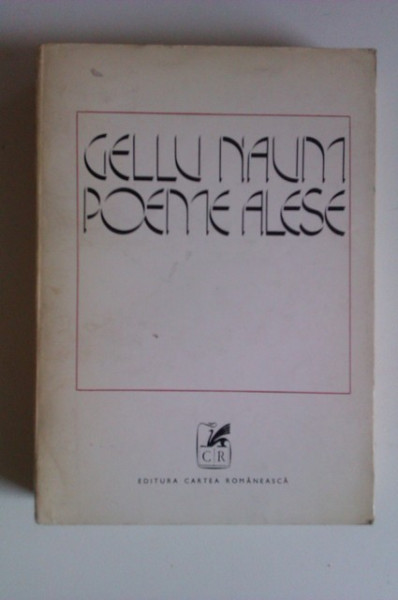 GELLU NAUM
POEME ALESE
CR
EDITURA CARTEA ROMÂNEASCĂ